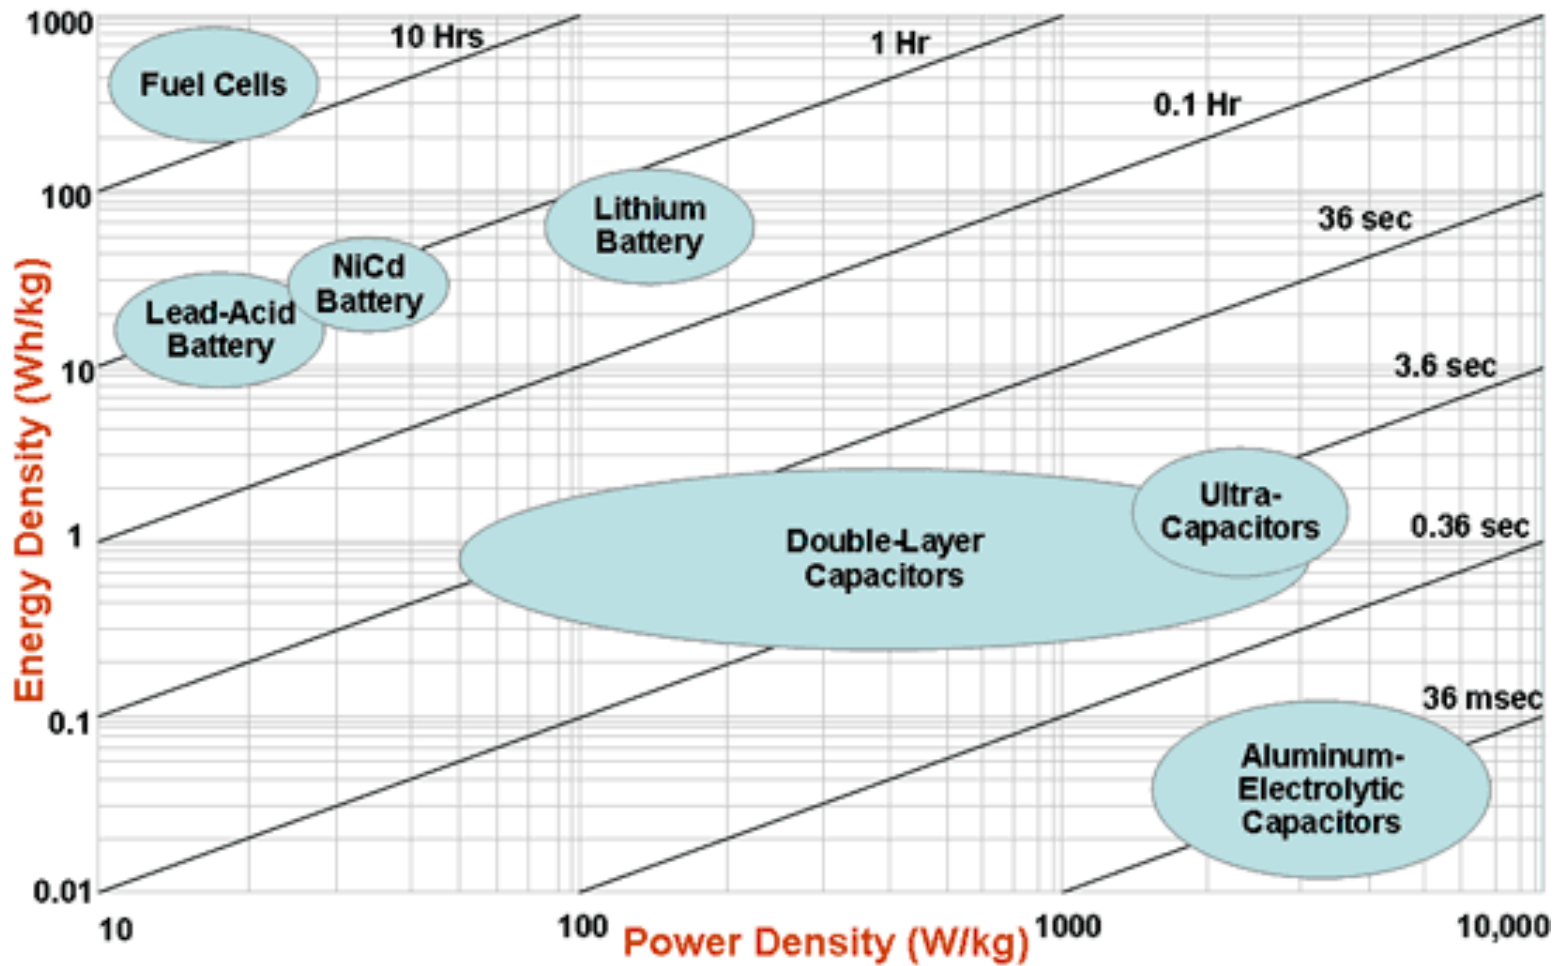 1000
100
10
1
0.1
0.01
Energy Density (Wh/kg)
10 Hrs
1 Hr
0.1 Hr
36 sec
3.6 sec
0.36 sec
36 msec
Fuel Cells
Lithium
Battery
NiCd
Battery
Lead-Acid
Battery
Ultra-
Capacitors
Double-Layer
Capacitors
Aluminum-
Electrolytic
Capacitors
10
100
1000
10,000
Power Density (W/kg)